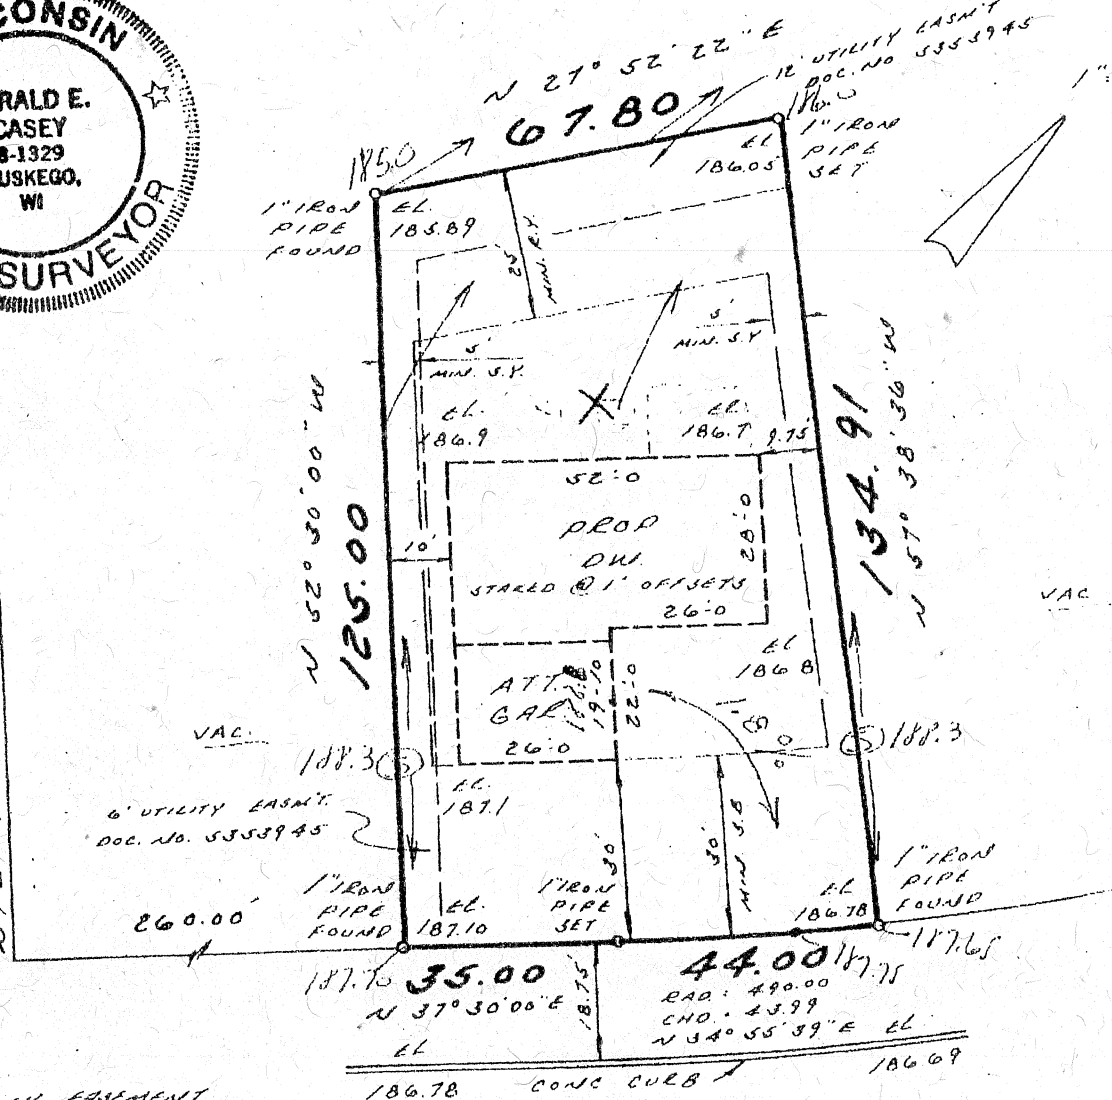 CONSIN
RALD E.
CASEY
S-1329
USKEGO,
WI
SURVEYOR
N 27° 52' 22" E
67.80
12' UTILITY EASM'T
DOC. NO 5353945
1":
185.0
186.0
1" IRON
PIPE
SET
EL
186.05
1" IRON
PIPE
FOUND
EL.
185.89
25'
MIN. R.Y.
5'
MIN. S.Y.
5'
MIN. S.Y
EL.
186.9
EL.
186.7
9.75'
52'-0
N 52° 30' 00" W
125.00
10'
PROP
DW.
STAKED @ 1' OFFSETS
28'-0
26'-0
134.91
N 57° 38' 36" W
VAC
EL
186.8
ATT.
GAR.
188.8
19'-10
22'-0
26'-0
VAC.
188.3 S
S 188.3
EL.
187.1
6' UTILITY EASM'T.
DOC. NO. 5353945
30'
30'
MIN. S.B
1" IRON
PIPE
FOUND
EL.
187.10
1" IRON
PIPE
SET
EL
186.78
1" IRON
PIPE
FOUND
260.00'
187.65
187.75
35.00
N 37° 30' 00" E
18.75'
44.00
RAD. = 490.00
CHD. = 43.99
N 34° 55' 39" E
EL
EL
186.78
CONC CURB
186.69
EASEMENT